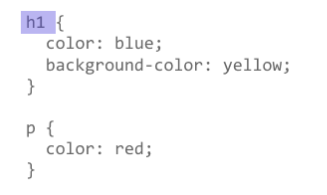 h1 {
  color: blue;
  background-color: yellow;
}

p {
  color: red;
}